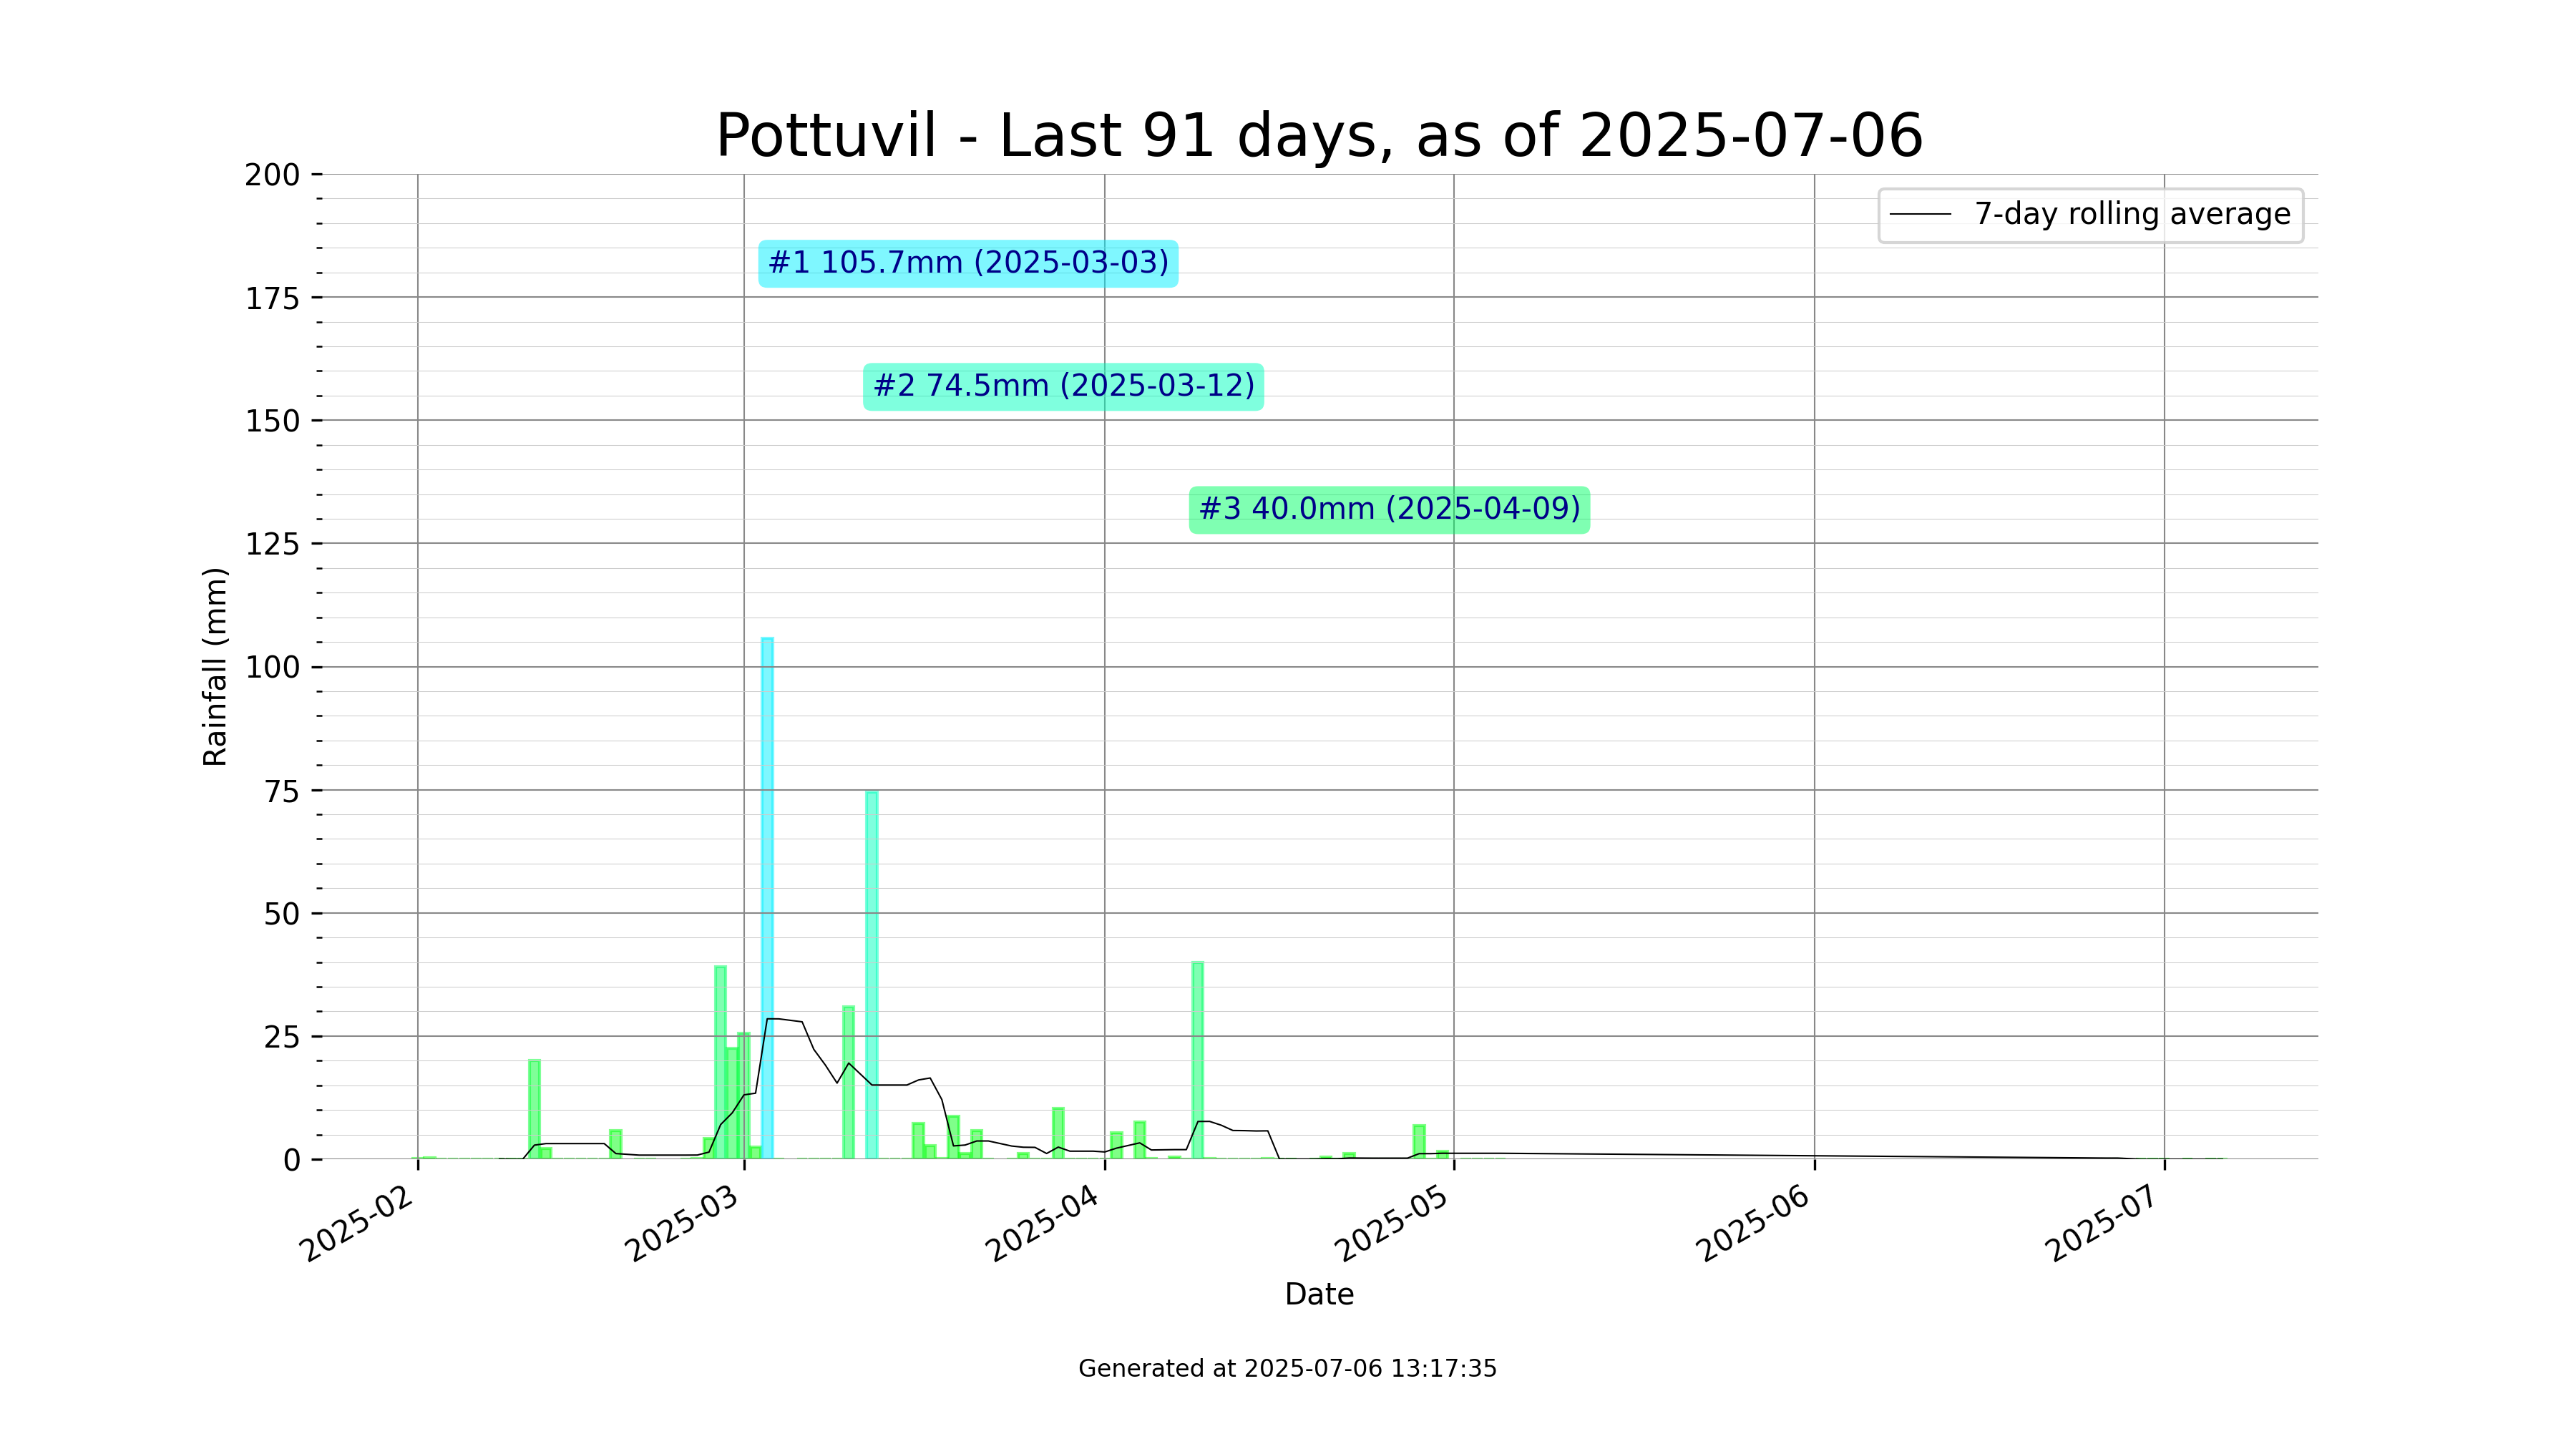 Pottuvil - Last 91 days, as of 2025-07-06
200
175
150
125
100
75
50
25
0
Rainfall (mm)
7-day rolling average
#1 105.7mm (2025-03-03)
#2 74.5mm (2025-03-12)
#3 40.0mm (2025-04-09)
2025-02
2025-03
2025-04
2025-05
2025-06
2025-07
Date
Generated at 2025-07-06 13:17:35